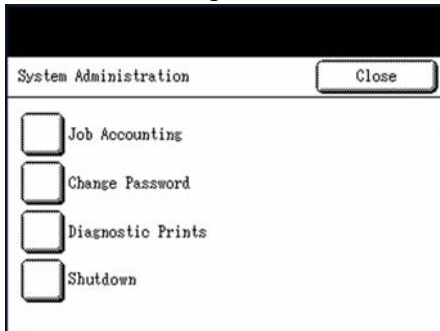 System Administration
Close
Job Accounting
Change Password
Diagnostic Prints
Shutdown